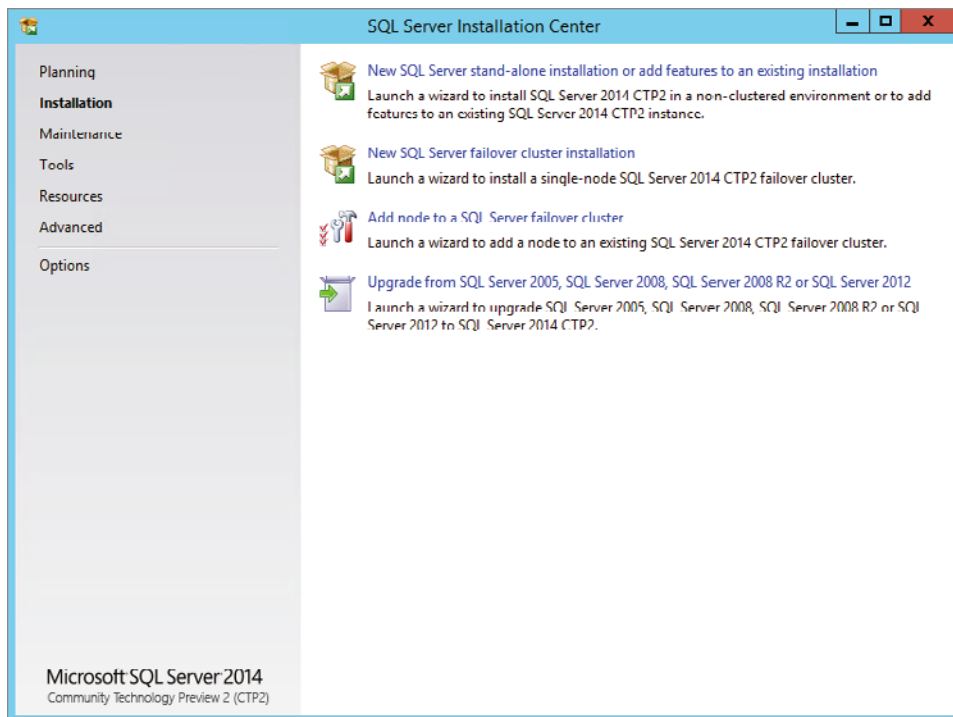 SQL Server Installation Center
Planning
Installation
Maintenance
Tools
Resources
Advanced
Options
New SQL Server stand-alone installation or add features to an existing installation
Launch a wizard to install SQL Server 2014 CTP2 in a non-clustered environment or to add
features to an existing SQL Server 2014 CTP2 instance.
New SQL Server failover cluster installation
Launch a wizard to install a single-node SQL Server 2014 CTP2 failover cluster.
Add node to a SQL Server failover cluster
Launch a wizard to add a node to an existing SQL Server 2014 CTP2 failover cluster.
Upgrade from SQL Server 2005, SQL Server 2008, SQL Server 2008 R2 or SQL Server 2012
Launch a wizard to upgrade SQL Server 2005, SQL Server 2008, SQL Server 2008 R2 or SQL
Server 2012 to SQL Server 2014 CTP2.
Microsoft SQL Server 2014
Community Technology Preview 2 (CTP2)